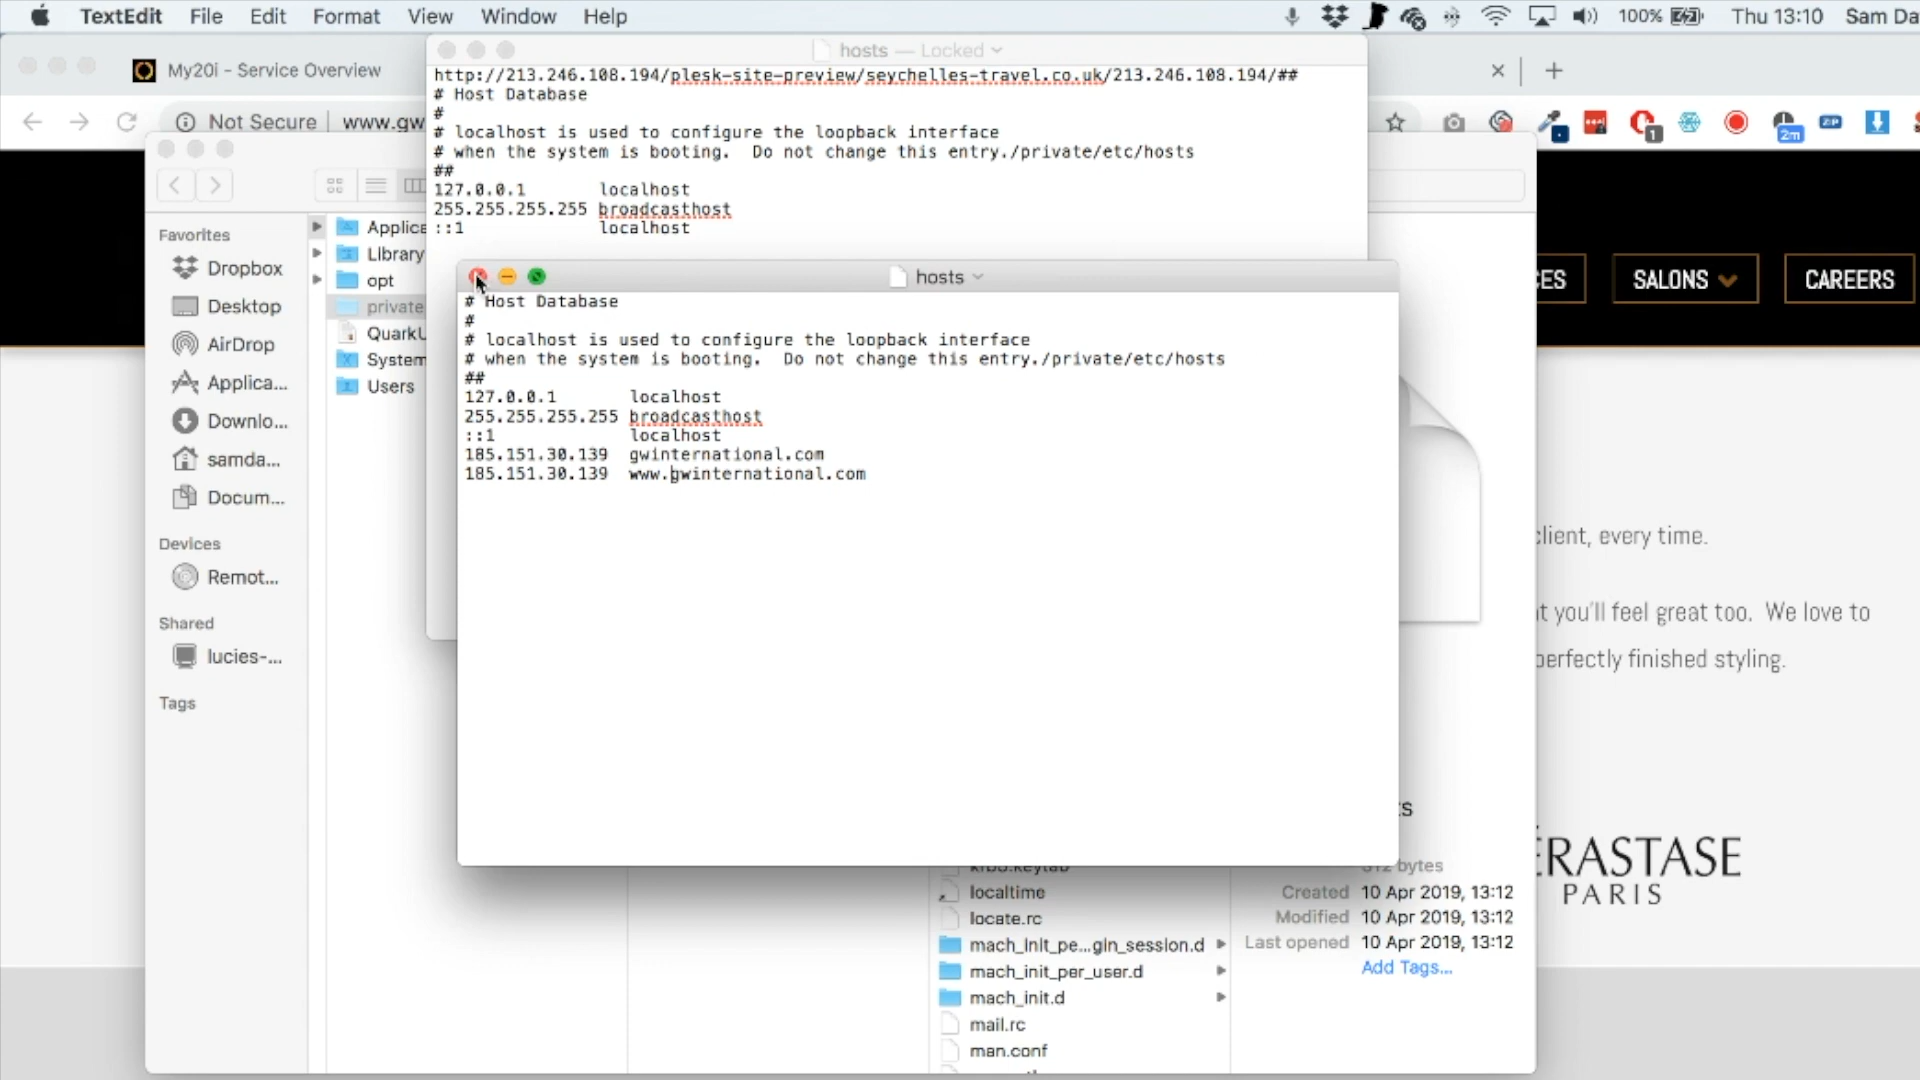 TextEdit File Edit Format View Window Help 100% Thu 13:10 Sam Da
My20i - Service Overview
hosts — Locked
http://213.246.108.194/plesk-site-preview/seychelles-travel.co.uk/213.246.108.194/##
# Host Database
#
# localhost is used to configure the loopback interface
# when the system is booting.  Do not change this entry./private/etc/hosts
##
127.0.0.1 localhost
255.255.255.255 broadcasthost
::1 localhost
Not Secure www.gw
1
2m
ZIP
hosts
# Host Database
#
# localhost is used to configure the loopback interface
# when the system is booting.  Do not change this entry./private/etc/hosts
##
127.0.0.1 localhost
255.255.255.255 broadcasthost
::1 localhost
185.151.30.139 gwinternational.com
185.151.30.139 www.gwinternational.com
Favorites
Dropbox
Desktop
AirDrop
Applica...
Downlo...
samda...
Docum...
Devices
Remot...
Shared
lucies-...
Tags
Applica
Library
opt
private
QuarkU
System
Users
CES
SALONS
CAREERS
client, every time.
t you'll feel great too. We love to
perfectly finished styling.
ts
ÉRASTASE
PARIS
krb5.keytab
localtime
locate.rc
mach_init_pe...gin_session.d
mach_init_per_user.d
mach_init.d
mail.rc
man.conf
312 bytes
Created 10 Apr 2019, 13:12
Modified 10 Apr 2019, 13:12
Last opened 10 Apr 2019, 13:12
Add Tags...